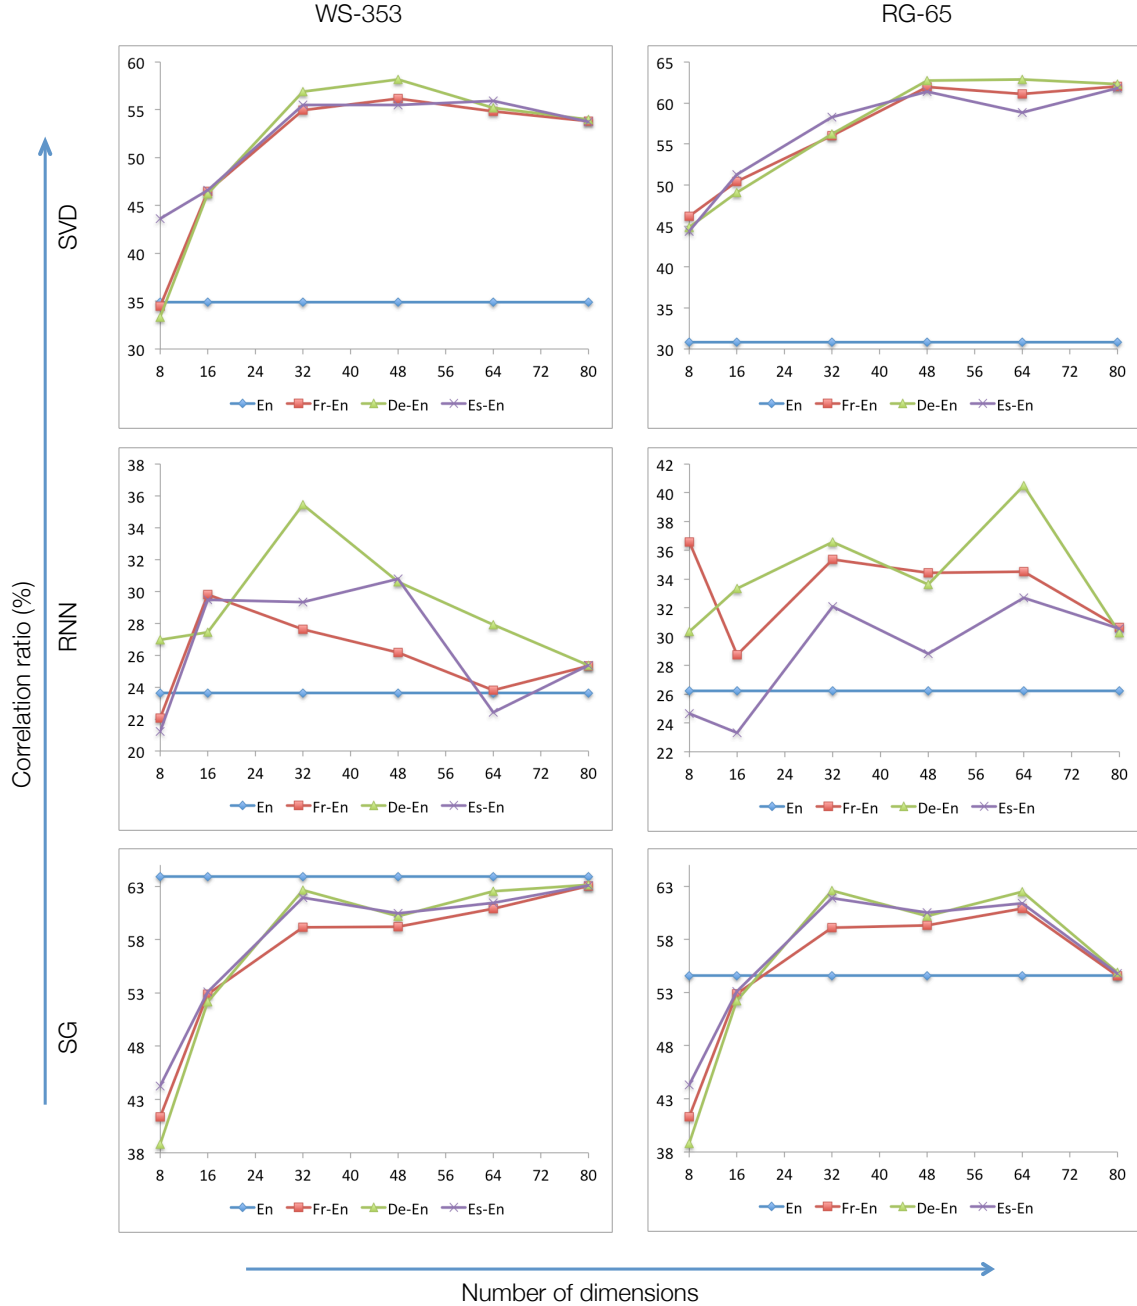 WS-353
RG-65
60
55
50
45
40
35
30
8 16 24 32 40 48 56 64 72 80
En Fr-En De-En Es-En
65
60
55
50
45
40
35
30
8 16 24 32 40 48 56 64 72 80
En Fr-En De-En Es-En
SVD
38
36
34
32
30
28
26
24
22
20
8 16 24 32 40 48 56 64 72 80
En Fr-En De-En Es-En
42
40
38
36
34
32
30
28
26
24
22
8 16 24 32 40 48 56 64 72 80
En Fr-En De-En Es-En
RNN
Correlation ratio (%)
63
58
53
48
43
38
8 16 24 32 40 48 56 64 72 80
En Fr-En De-En Es-En
63
58
53
48
43
38
8 16 24 32 40 48 56 64 72 80
En Fr-En De-En Es-En
SG
Number of dimensions